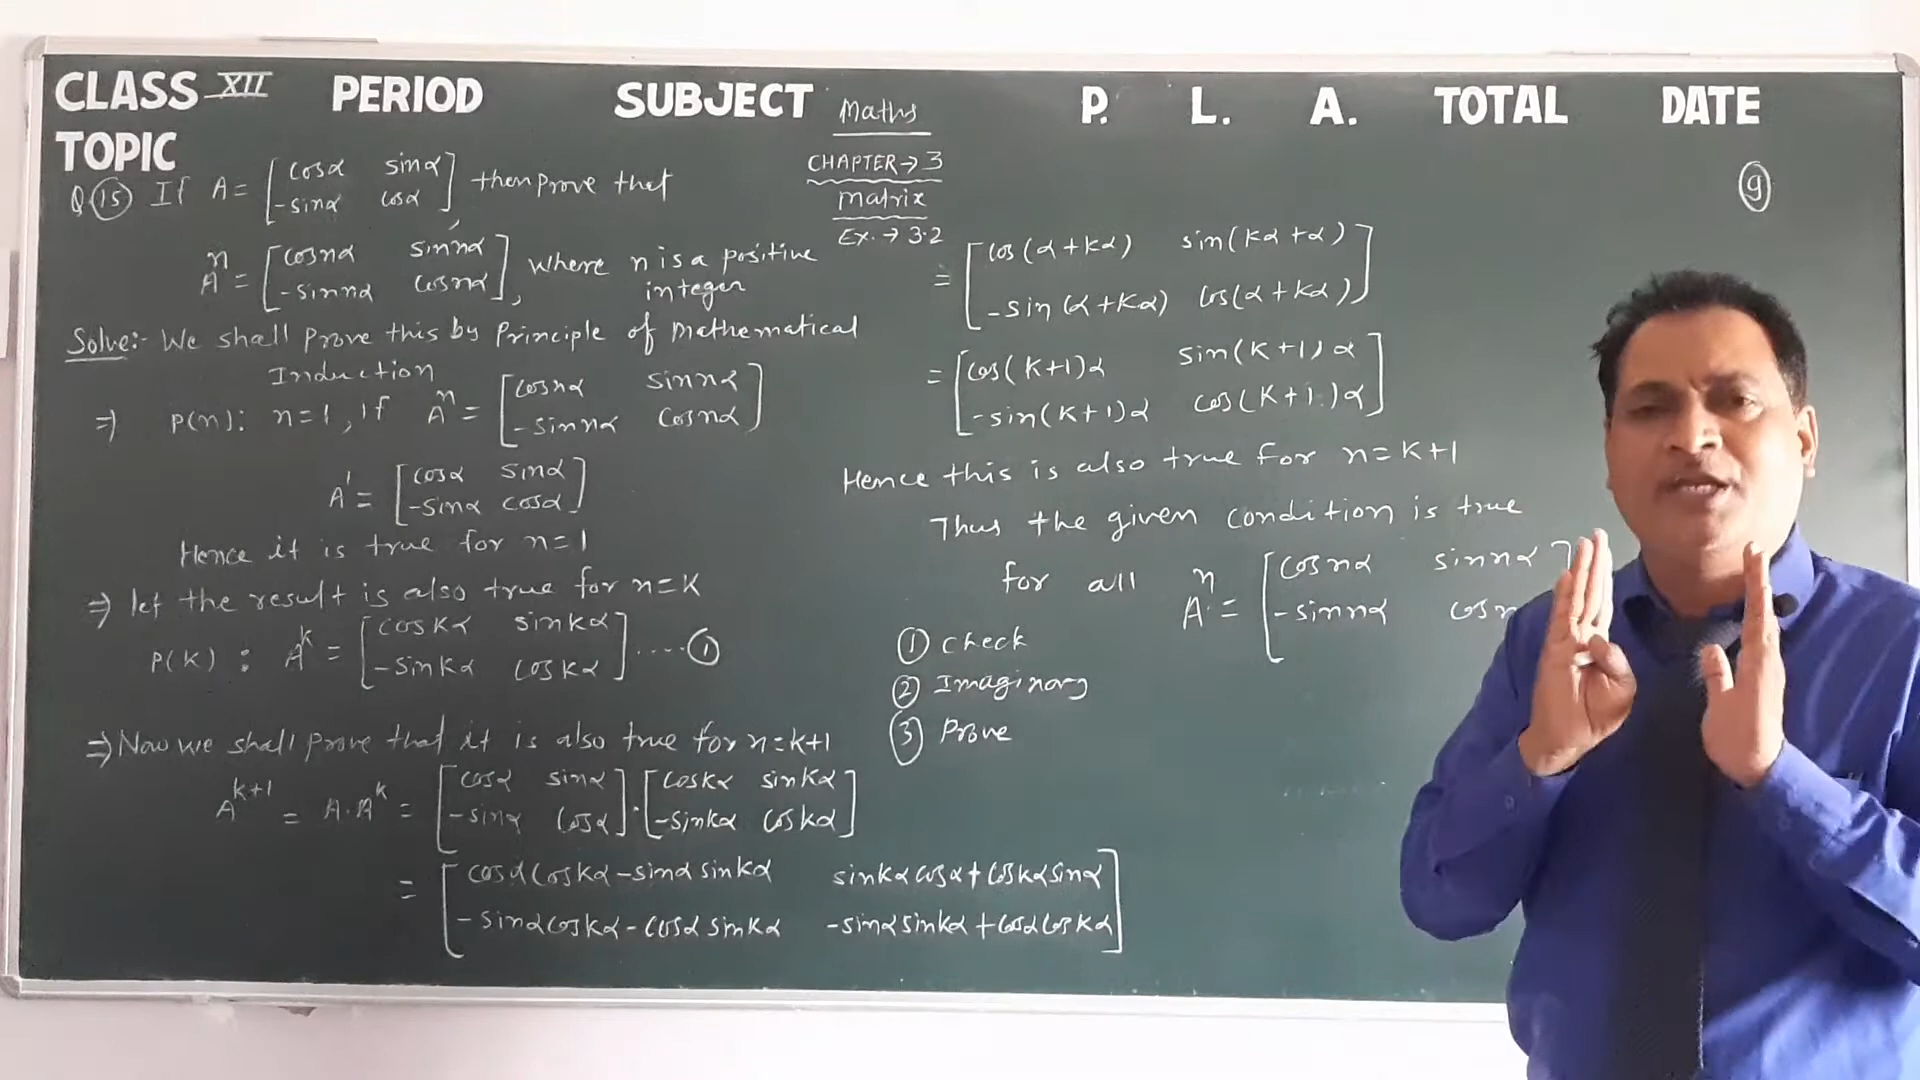 CLASS XII PERIOD SUBJECT Maths P. L. A. TOTAL DATE
TOPIC
CHAPTER→3
Matrix
Ex.→3.2
9
Q 15 If A = [cosα sinα
-sinα cosα], then prove that
Aⁿ = [cosnα sinnα
-sinnα cosnα], where n is a positive
integer
Solve:- We shall prove this by Principle of Mathematical
Induction
⇒ P(n): n=1, If Aⁿ = [cosnα sinnα
-sinnα cosnα]
A¹ = [cosα sinα
-sinα cosα]
Hence it is true for n=1
⇒ let the result is also true for n=K
P(K) : Aᵏ = [cosKα sinKα
-sinKα cosKα] ....①
⇒ Now we shall prove that it is also true for n=k+1
Aᵏ⁺¹ = A.Aᵏ = [cosα sinα
-sinα cosα] . [coskα sinkα
-sinkα coskα]
= [cosα coskα - sinα sinkα sinkα cosα + coskα sinα
-sinα coskα - cosα sinkα -sinα sinkα + cosα coskα]
= [cos(α+kα) sin(kα+α)
-sin(α+kα) cos(α+kα)]
= [cos(k+1)α sin(k+1)α
-sin(k+1)α cos(k+1)α]
Hence this is also true for n=k+1
Thus the given condition is true
for all Aⁿ = [cosnα sinnα]
[-sinnα
① Check
② Imaginary
③ Prove